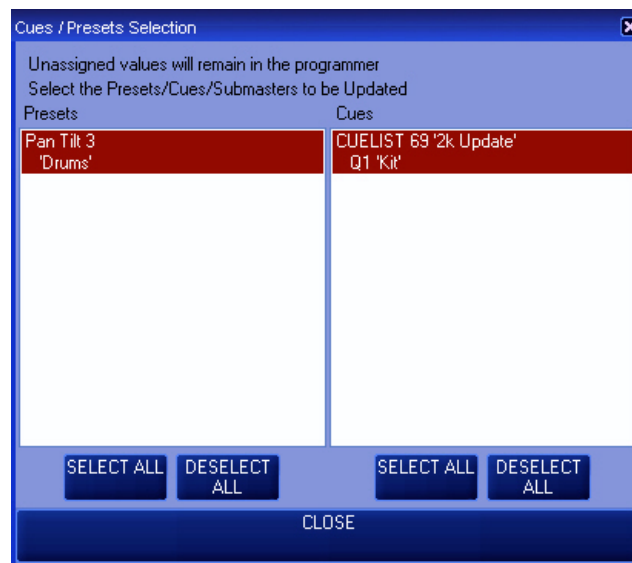 Cues / Presets Selection
Unassigned values will remain in the programmer
Select the Presets/Cues/Submasters to be Updated
Presets
Cues
Pan Tilt 3
'Drums'
CUELIST 69 '2k Update'
Q1 'Kit'
SELECT ALL
DESELECT
ALL
SELECT ALL
DESELECT
ALL
CLOSE